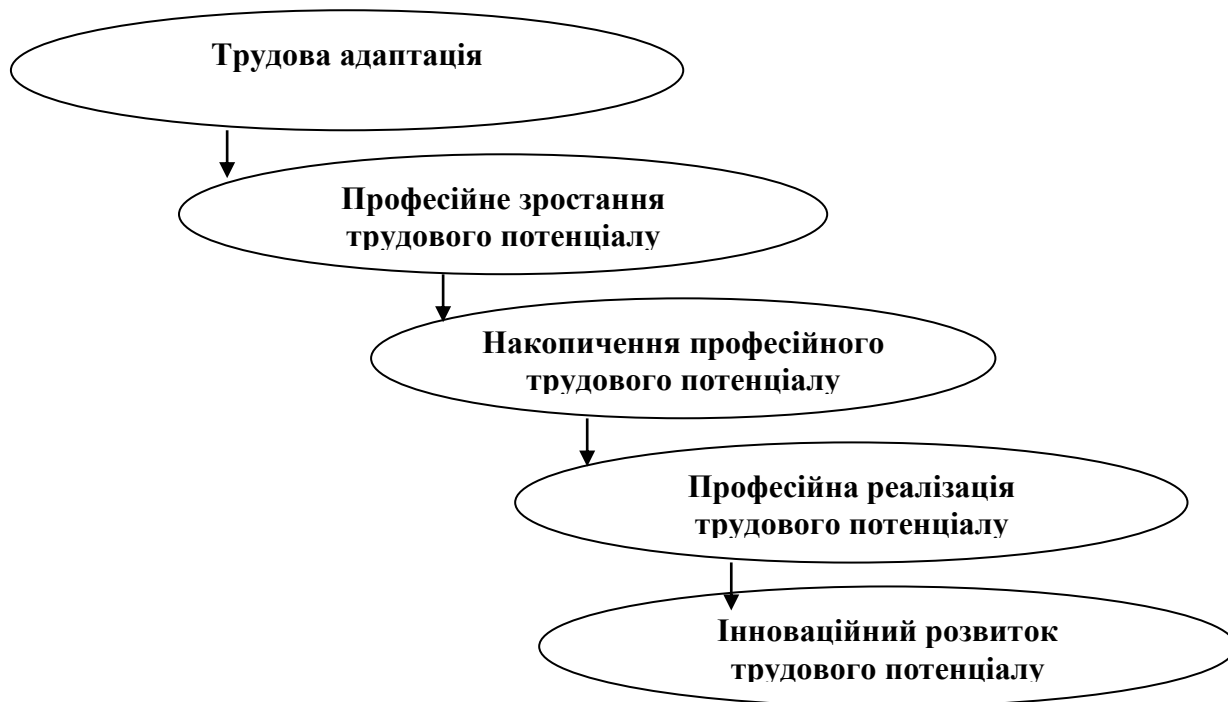 Трудова адаптація
Професійне зростання
трудового потенціалу
Накопичення професійного
трудового потенціалу
Професійна реалізація
трудового потенціалу
Інноваційний розвиток
трудового потенціалу